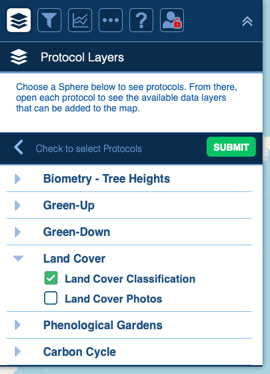 ?
Protocol Layers
Choose a Sphere below to see protocols. From there,
open each protocol to see the available data layers
that can be added to the map.
Check to select Protocols
SUBMIT
Biometry - Tree Heights
Green-Up
Green-Down
Land Cover
Land Cover Classification
Land Cover Photos
Phenological Gardens
Carbon Cycle